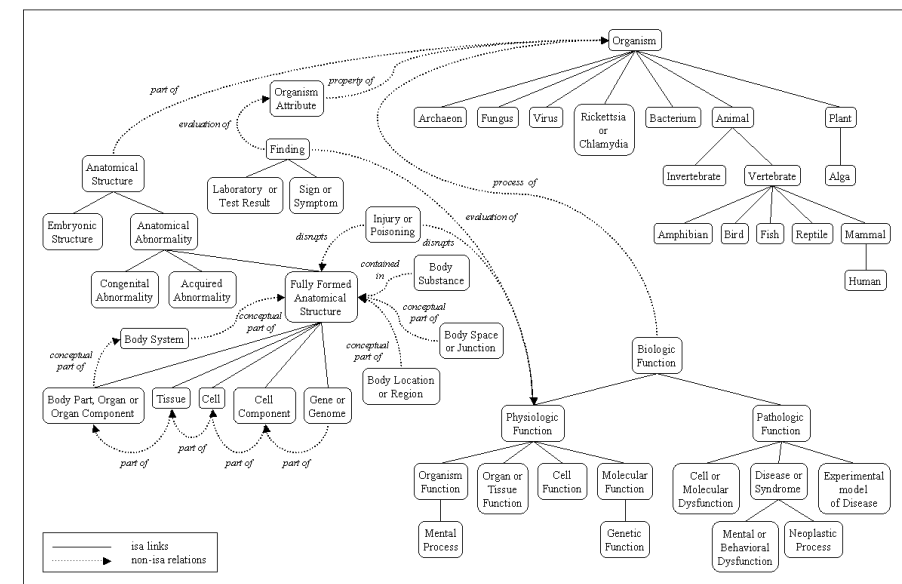 Organism
part of
property of
Organism
Attribute
evaluation of
Archaeon
Fungus
Virus
Rickettsia
or
Chlamydia
Bacterium
Animal
Plant
Finding
Anatomical
Structure
Invertebrate
Vertebrate
Alga
Laboratory or
Test Result
Sign or
Symptom
process of
Embryonic
Structure
Anatomical
Abnormality
Injury or
Poisoning
evaluation of
disrupts
disrupts
Amphibian
Bird
Fish
Reptile
Mammal
Human
Congenital
Abnormality
Acquired
Abnormality
Fully Formed
Anatomical
Structure
contained
in
Body
Substance
conceptual
part of
conceptual
part of
Body System
Body Space
or Junction
conceptual
part of
conceptual
part of
Body Location
or Region
Biologic
Function
Body Part, Organ or
Organ Component
Tissue
Cell
Cell
Component
Gene or
Genome
part of
part of
part of
part of
Physiologic
Function
Pathologic
Function
Organism
Function
Organ or
Tissue
Function
Cell
Function
Molecular
Function
Cell or
Molecular
Dysfunction
Disease or
Syndrome
Experimental
model
of Disease
Mental
Process
Genetic
Function
Mental or
Behavioral
Dysfunction
Neoplastic
Process
isa links
non-isa relations